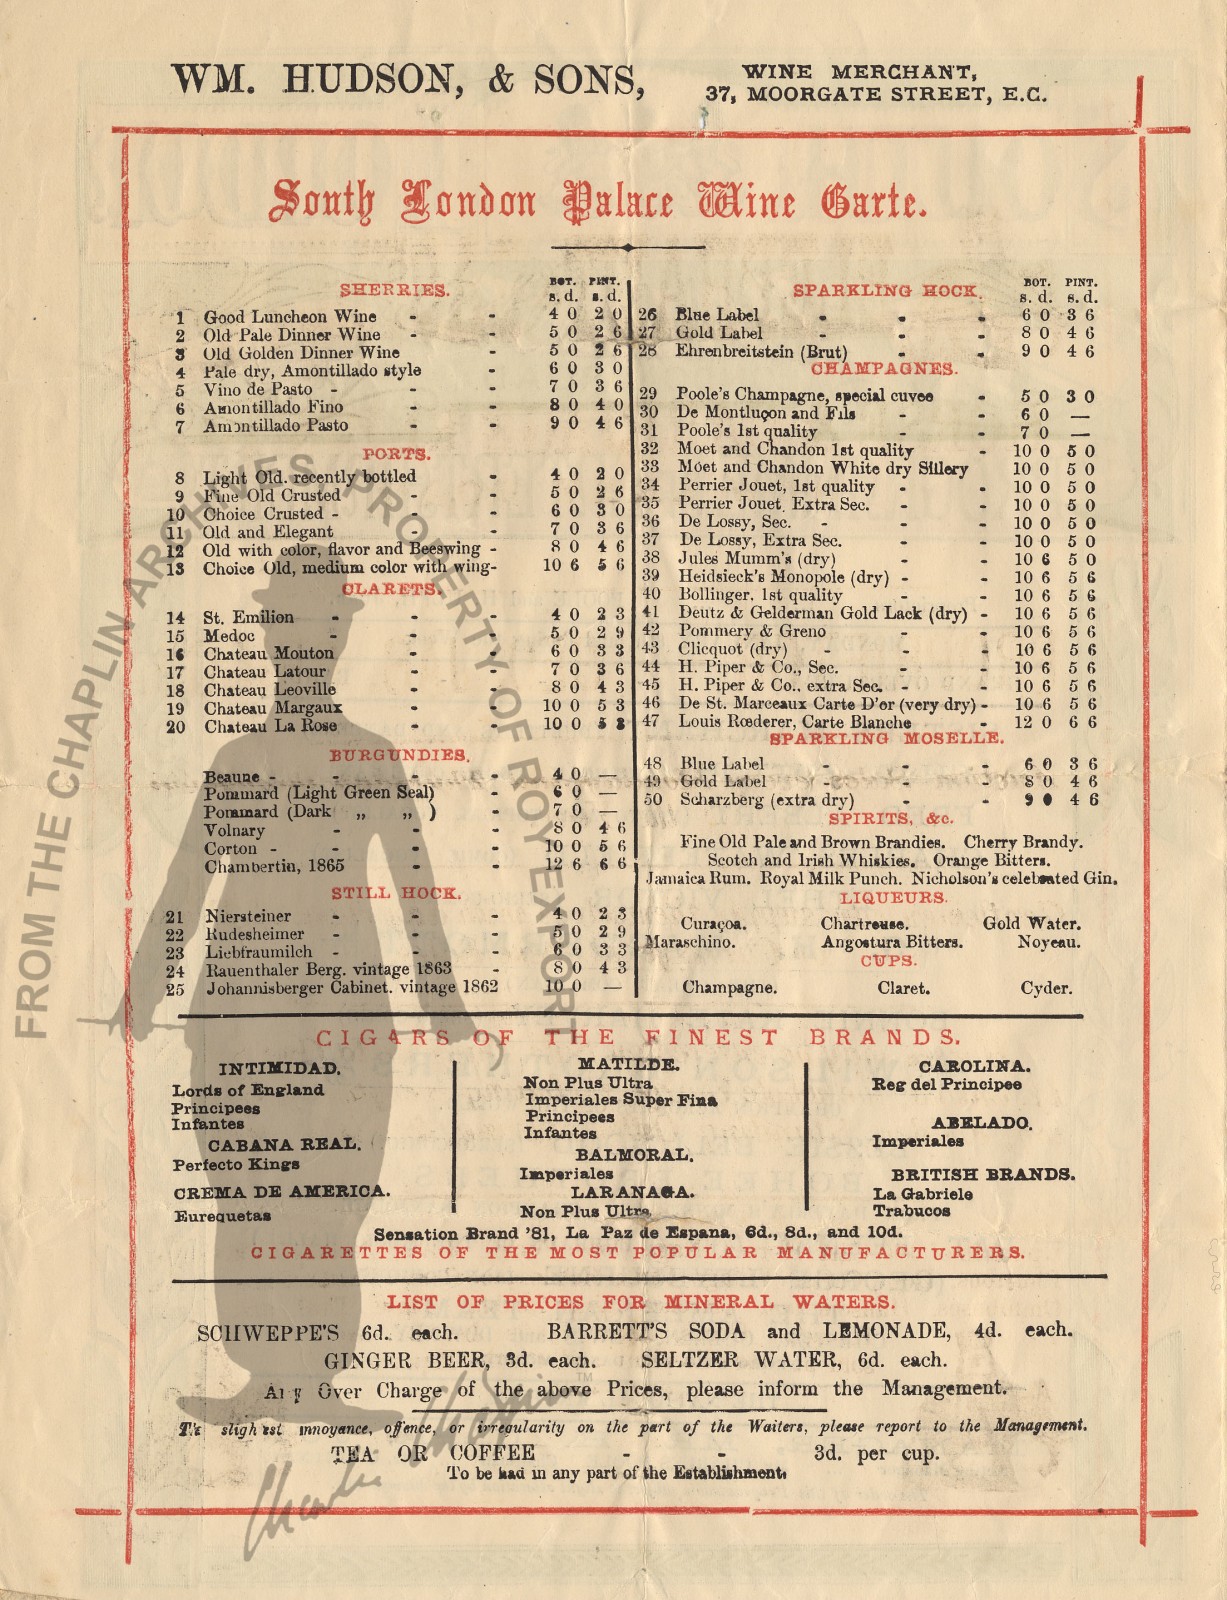 WM. HUDSON, & SONS,
WINE MERCHANT,
37, MOORGATE STREET, E.C.
South London Palace Wine Carte.
SHERRIES. BOT. PINT.
s. d. s. d.
1 Good Luncheon Wine - - 4 0 2 0
2 Old Pale Dinner Wine - - 5 0 2 6
3 Old Golden Dinner Wine - 5 0 2 6
4 Pale dry, Amontillado style - 6 0 3 0
5 Vino de Pasto - - - 7 0 3 6
6 Amontillado Fino - - 8 0 4 0
7 Amontillado Pasto - - 9 0 4 6
PORTS.
8 Light Old. recently bottled - 4 0 2 0
9 Fine Old Crusted - - 5 0 2 6
10 Choice Crusted - - - 6 0 3 0
11 Old and Elegant - - 7 0 3 6
12 Old with color, flavor and Beeswing - 8 0 4 6
13 Choice Old, medium color with wing- 10 6 5 6
CLARETS.
14 St. Emilion - - - 4 0 2 3
15 Medoc - - - 5 0 2 9
16 Chateau Mouton - - 6 0 3 3
17 Chateau Latour - - 7 0 3 6
18 Chateau Leoville - - 8 0 4 3
19 Chateau Margaux - - 10 0 5 3
20 Chateau La Rose - - 10 0 5 3
BURGUNDIES.
Beaune - - - - 4 0 —
Pommard (Light Green Seal) - 6 0 —
Pommard (Dark „ „ ) - 7 0 —
Volnary - - - 8 0 4 6
Corton - - - - 10 0 5 6
Chambertin, 1865 - - 12 6 6 6
STILL HOCK.
21 Niersteiner - - - 4 0 2 3
22 Rudesheimer - - - 5 0 2 9
23 Liebfraumilch - - - 6 0 3 3
24 Rauenthaler Berg. vintage 1863 - 8 0 4 3
25 Johannisberger Cabinet. vintage 1862 10 0 —
SPARKLING HOCK. BOT. PINT.
s. d. s. d.
26 Blue Label - - - 6 0 3 6
27 Gold Label - - - 8 0 4 6
28 Ehrenbreitstein (Brut) - - 9 0 4 6
CHAMPAGNES.
29 Poole's Champagne, special cuvee - 5 0 3 0
30 De Montluçon and Fils - - 6 0 —
31 Poole's 1st quality - - 7 0 —
32 Moet and Chandon 1st quality - 10 0 5 0
33 Möet and Chandon White dry Sillery 10 0 5 0
34 Perrier Jouet, 1st quality - - 10 0 5 0
35 Perrier Jouet, Extra Sec. - - 10 0 5 0
36 De Lossy, Sec. - - - 10 0 5 0
37 De Lossy, Extra Sec. - - 10 0 5 0
38 Jules Mumm's (dry) - - 10 6 5 0
39 Heidsieck's Monopole (dry) - - 10 6 5 6
40 Bollinger, 1st quality - - 10 6 5 6
41 Deutz & Gelderman Gold Lack (dry) - 10 6 5 6
42 Pommery & Greno - - 10 6 5 6
43 Clicquot (dry) - - - 10 6 5 6
44 H. Piper & Co., Sec. - - 10 6 5 6
45 H. Piper & Co., extra Sec. - - 10 6 5 6
46 De St. Marceaux Carte D'or (very dry) - 10 6 5 6
47 Louis Rœderer, Carte Blanche - 12 0 6 6
SPARKLING MOSELLE.
48 Blue Label - - - 6 0 3 6
49 Gold Label - - - 8 0 4 6
50 Scharzberg (extra dry) - - 9 0 4 6
SPIRITS, &c.
Fine Old Pale and Brown Brandies. Cherry Brandy.
Scotch and Irish Whiskies. Orange Bitters.
Jamaica Rum. Royal Milk Punch. Nicholson's celebrated Gin.
LIQUEURS.
Curaçoa. Chartreuse. Gold Water.
Maraschino. Angostura Bitters. Noyeau.
CUPS.
Champagne. Claret. Cyder.
CIGARS OF THE FINEST BRANDS.
INTIMIDAD.
Lords of England
Principees
Infantes
CABANA REAL.
Perfecto Kings
CREMA DE AMERICA.
Eurequetas
MATILDE.
Non Plus Ultra
Imperiales Super Fina
Principees
Infantes
BALMORAL.
Imperiales
LARANAGA.
Non Plus Ultra
CAROLINA.
Reg del Principee
ABELADO.
Imperiales
BRITISH BRANDS.
La Gabriele
Trabucos
Sensation Brand '81, La Paz de Espana, 6d., 8d., and 10d.
CIGARETTES OF THE MOST POPULAR MANUFACTURERS.
LIST OF PRICES FOR MINERAL WATERS.
SCHWEPPE'S 6d. each. BARRETT'S SODA and LEMONADE, 4d. each.
GINGER BEER, 3d. each. SELTZER WATER, 6d. each.
Any Over Charge of the above Prices, please inform the Management.
The slightest annoyance, offence, or irregularity on the part of the Waiters, please report to the Management.
TEA OR COFFEE - - 3d. per cup.
To be had in any part of the Establishment.
FROM THE CHAPLIN ARCHIVES, PROPERTY OF ROY EXPORT
Charles Chaplin™